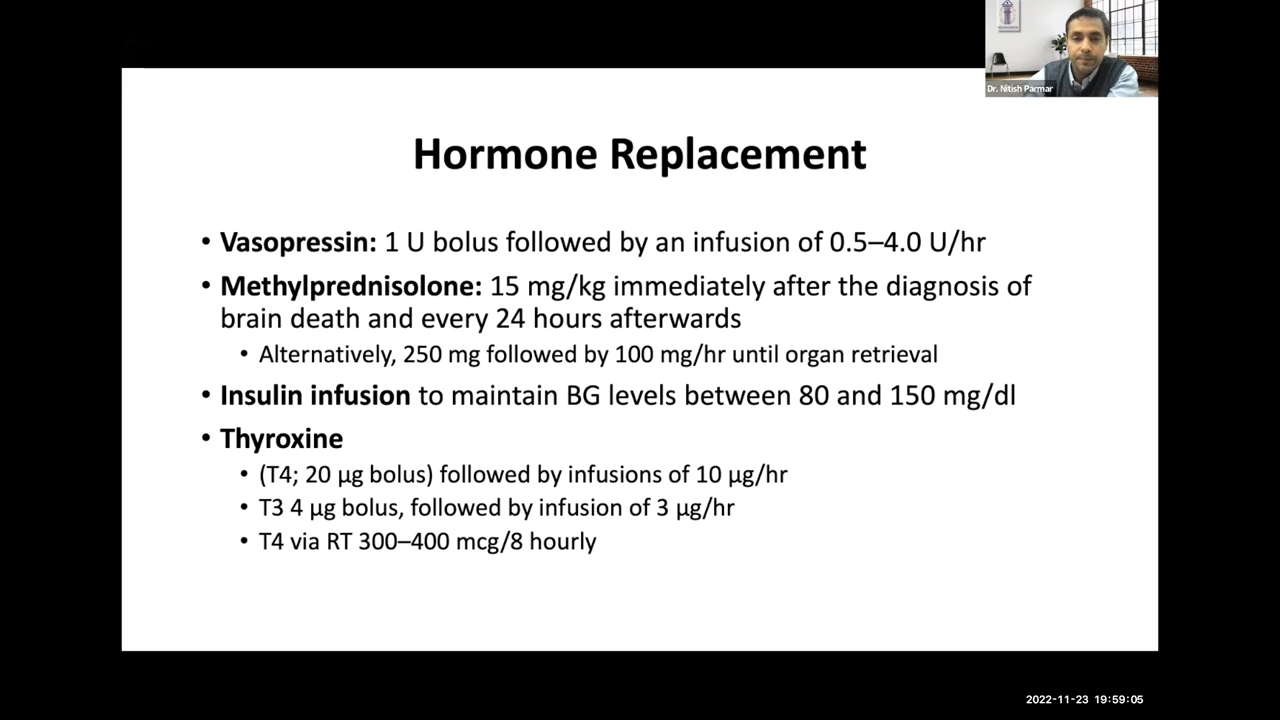 Dr. Nitish Parmar
Hormone Replacement
• Vasopressin: 1 U bolus followed by an infusion of 0.5–4.0 U/hr
• Methylprednisolone: 15 mg/kg immediately after the diagnosis of
brain death and every 24 hours afterwards
• Alternatively, 250 mg followed by 100 mg/hr until organ retrieval
• Insulin infusion to maintain BG levels between 80 and 150 mg/dl
• Thyroxine
• (T4; 20 µg bolus) followed by infusions of 10 µg/hr
• T3 4 µg bolus, followed by infusion of 3 µg/hr
• T4 via RT 300–400 mcg/8 hourly
2022-11-23 19:59:05